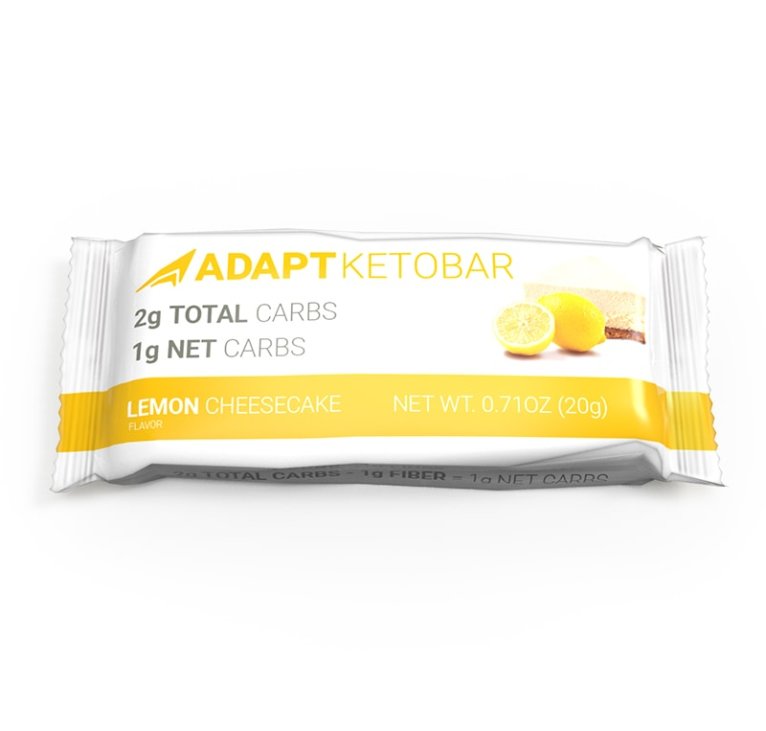 ADAPT KETOBAR
2g TOTAL CARBS
1g NET CARBS
LEMON CHEESECAKE
FLAVOR
NET WT. 0.71OZ (20g)
2g TOTAL CARBS - 1g FIBER = 1g NET CARBS